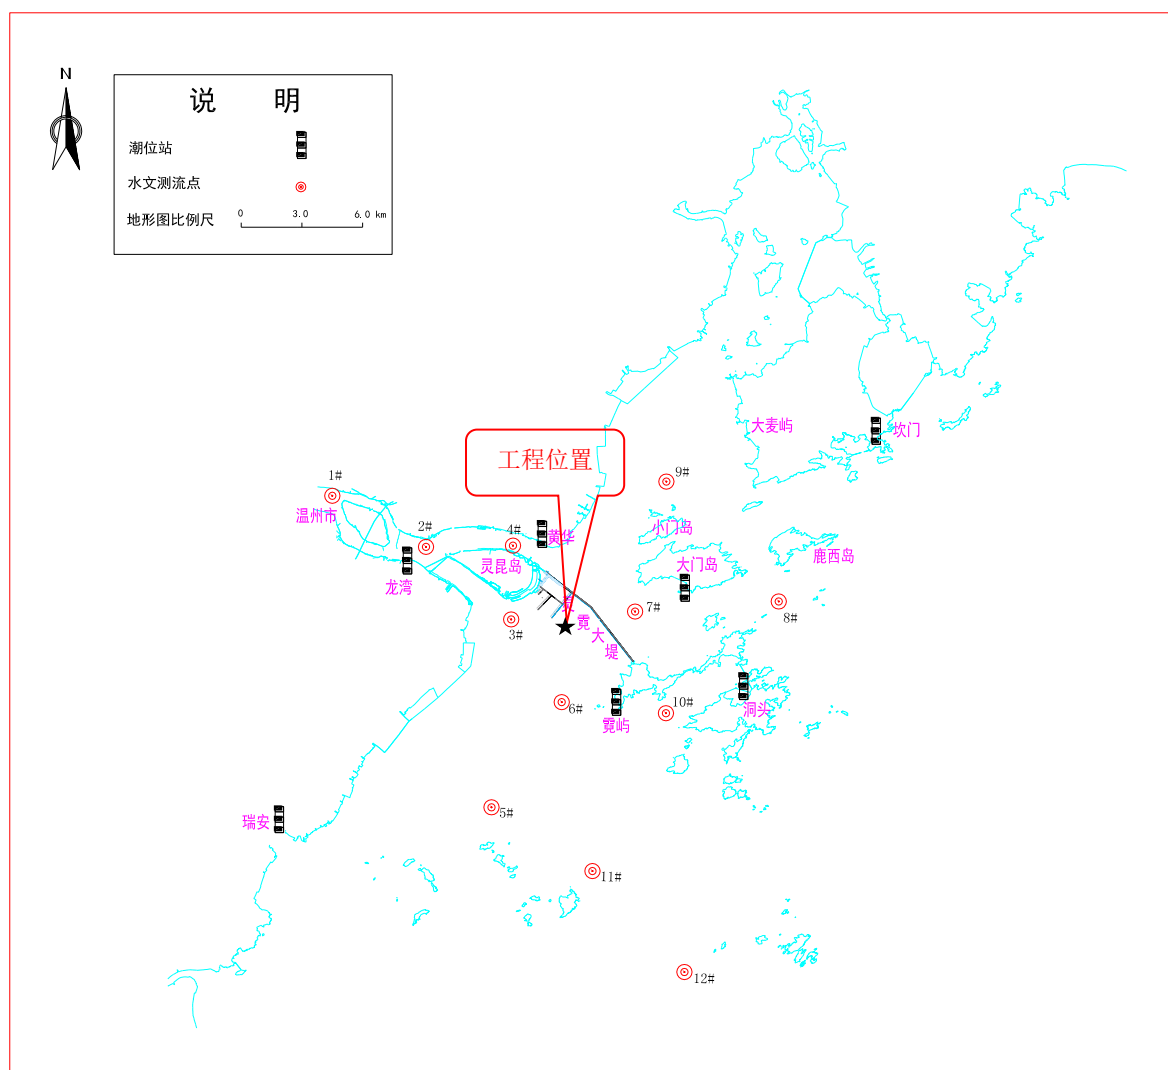 N
说 明
潮位站
水文测流点
地形图比例尺
0 3.0 6.0 km
大麦屿
坎门
工程位置
9#
1#
温州市
2#
4#
黄华
小门岛
灵昆岛
大门岛
鹿西岛
龙湾
灵
霓
大
堤
7#
8#
3#
6#
10#
霓屿
洞头
5#
瑞安
11#
12#